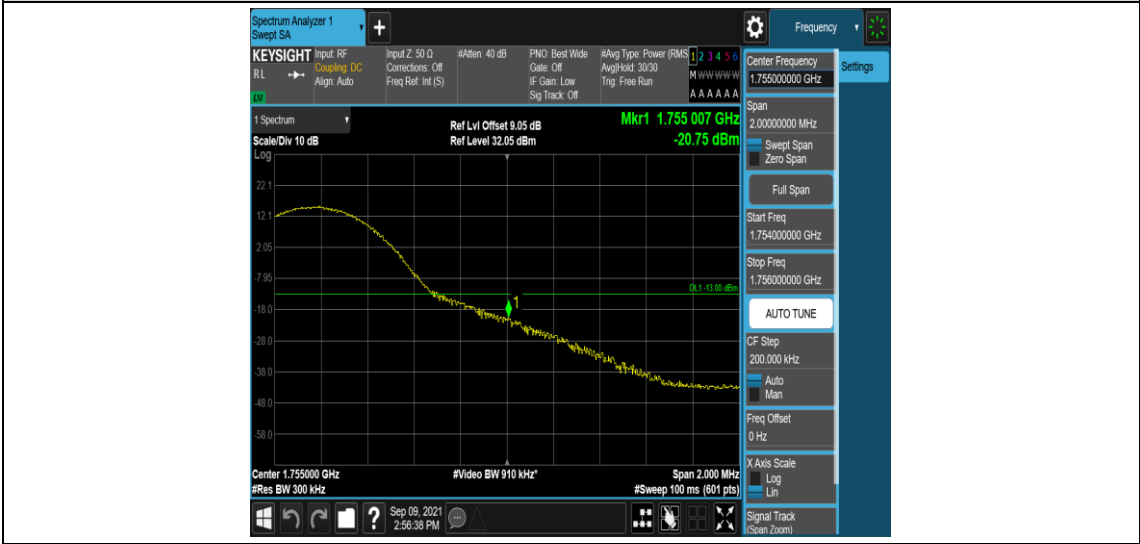 Spectrum Analyzer 1
Swept SA
+
Frequency
KEYSIGHT
RL
Input: RF
Coupling: DC
Align: Auto
Input Z: 50 Ω
Corrections: Off
Freq Ref: Int (S)
#Atten: 40 dB
PNO: Best Wide
Gate: Off
IF Gain: Low
Sig Track: Off
#Avg Type: Power (RMS
Avg|Hold: 30/30
Trig: Free Run
1 2 3 4 5 6
M W W W W W
A A A A A A
1 Spectrum
Scale/Div 10 dB
Log
Ref Lvl Offset 9.05 dB
Ref Level 32.05 dBm
Mkr1 1.755 007 GHz
-20.75 dBm
22.1
12.1
2.05
-7.95
-18.0
-28.0
-38.0
-48.0
-58.0
DL1 -13.00 dBm
1
Center 1.755000 GHz
#Res BW 300 kHz
#Video BW 910 kHz*
Span 2.000 MHz
#Sweep 100 ms (601 pts)
?
Sep 09, 2021
2:56:38 PM
Center Frequency
1.755000000 GHz
Settings
Span
2.00000000 MHz
Swept Span
Zero Span
Full Span
Start Freq
1.754000000 GHz
Stop Freq
1.756000000 GHz
AUTO TUNE
CF Step
200.000 kHz
Auto
Man
Freq Offset
0 Hz
X Axis Scale
Log
Lin
Signal Track
(Span Zoom)